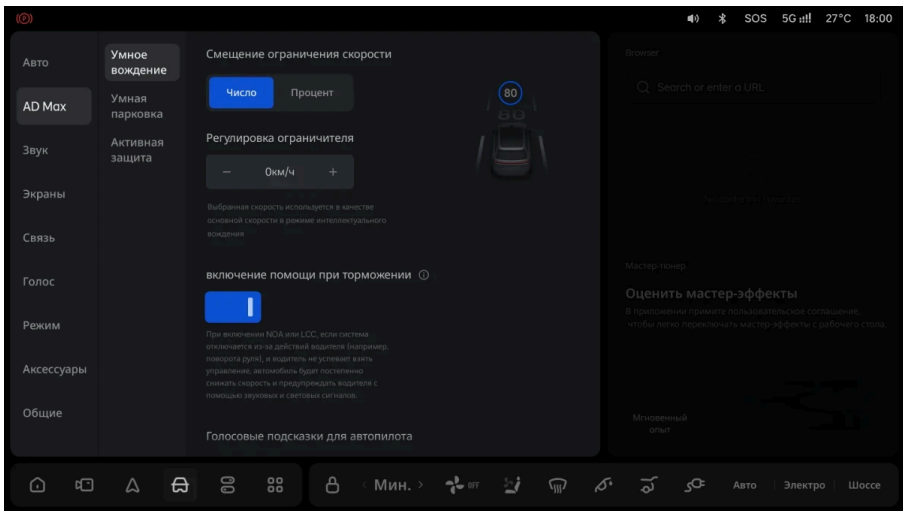 (P)
SOS
5G
27°C
18:00
Авто
AD Max
Звук
Экраны
Связь
Голос
Режим
Аксессуары
Общие
Умное
вождение
Умная
парковка
Активная
защита
Смещение ограничения скорости
Число
Процент
80
80
Регулировка ограничителя
− 0км/ч +
Выбранная скорость используется в качестве
основной скорости в режиме интеллектуального
вождения
включение помощи при торможении
При включении NOA или LCC, если система
отключается из-за действий водителя (например,
поворота руля), и водитель не успевает взять
управление, автомобиль будет постепенно
снижать скорость и предупреждать водителя с
помощью звуковых и световых сигналов.
Голосовые подсказки для автопилота
Browser
Search or enter a URL
Мастер-тюнер
Оценить мастер-эффекты
В приложении примите пользовательское соглашение,
чтобы легко переключать мастер-эффекты с рабочего стола.
Мгновенный
опыт
‹ Мин. ›
OFF
Авто
Электро
Шоссе